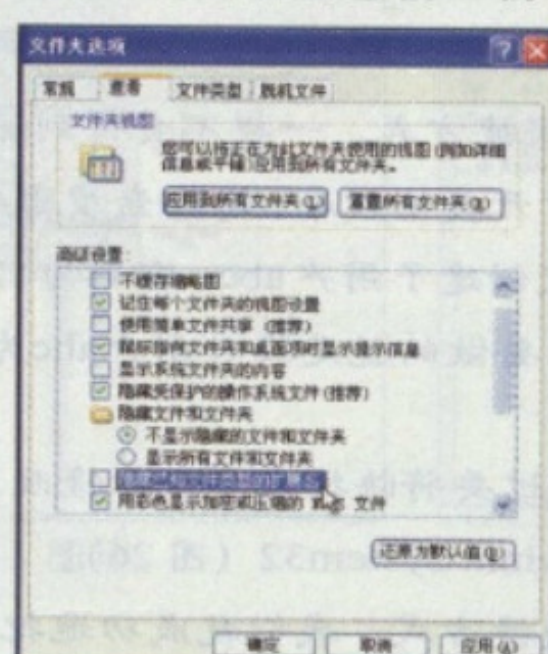 文件夹选项
常规 查看 文件类型 脱机文件
文件夹视图
您可以将正在为此文件夹使用的视图(例如详细
信息或平铺)应用到所有文件夹。
应用到所有文件夹(L) 重置所有文件夹(R)
高级设置:
不缓存缩略图
记住每个文件夹的视图设置
使用简单文件共享 (推荐)
鼠标指向文件夹和桌面项时显示提示信息
显示系统文件夹的内容
隐藏受保护的操作系统文件(推荐)
隐藏文件和文件夹
不显示隐藏的文件和文件夹
显示所有文件和文件夹
隐藏已知文件类型的扩展名
用彩色显示加密或压缩的 NTFS 文件
还原为默认值(D)
确定 取消 应用(A)